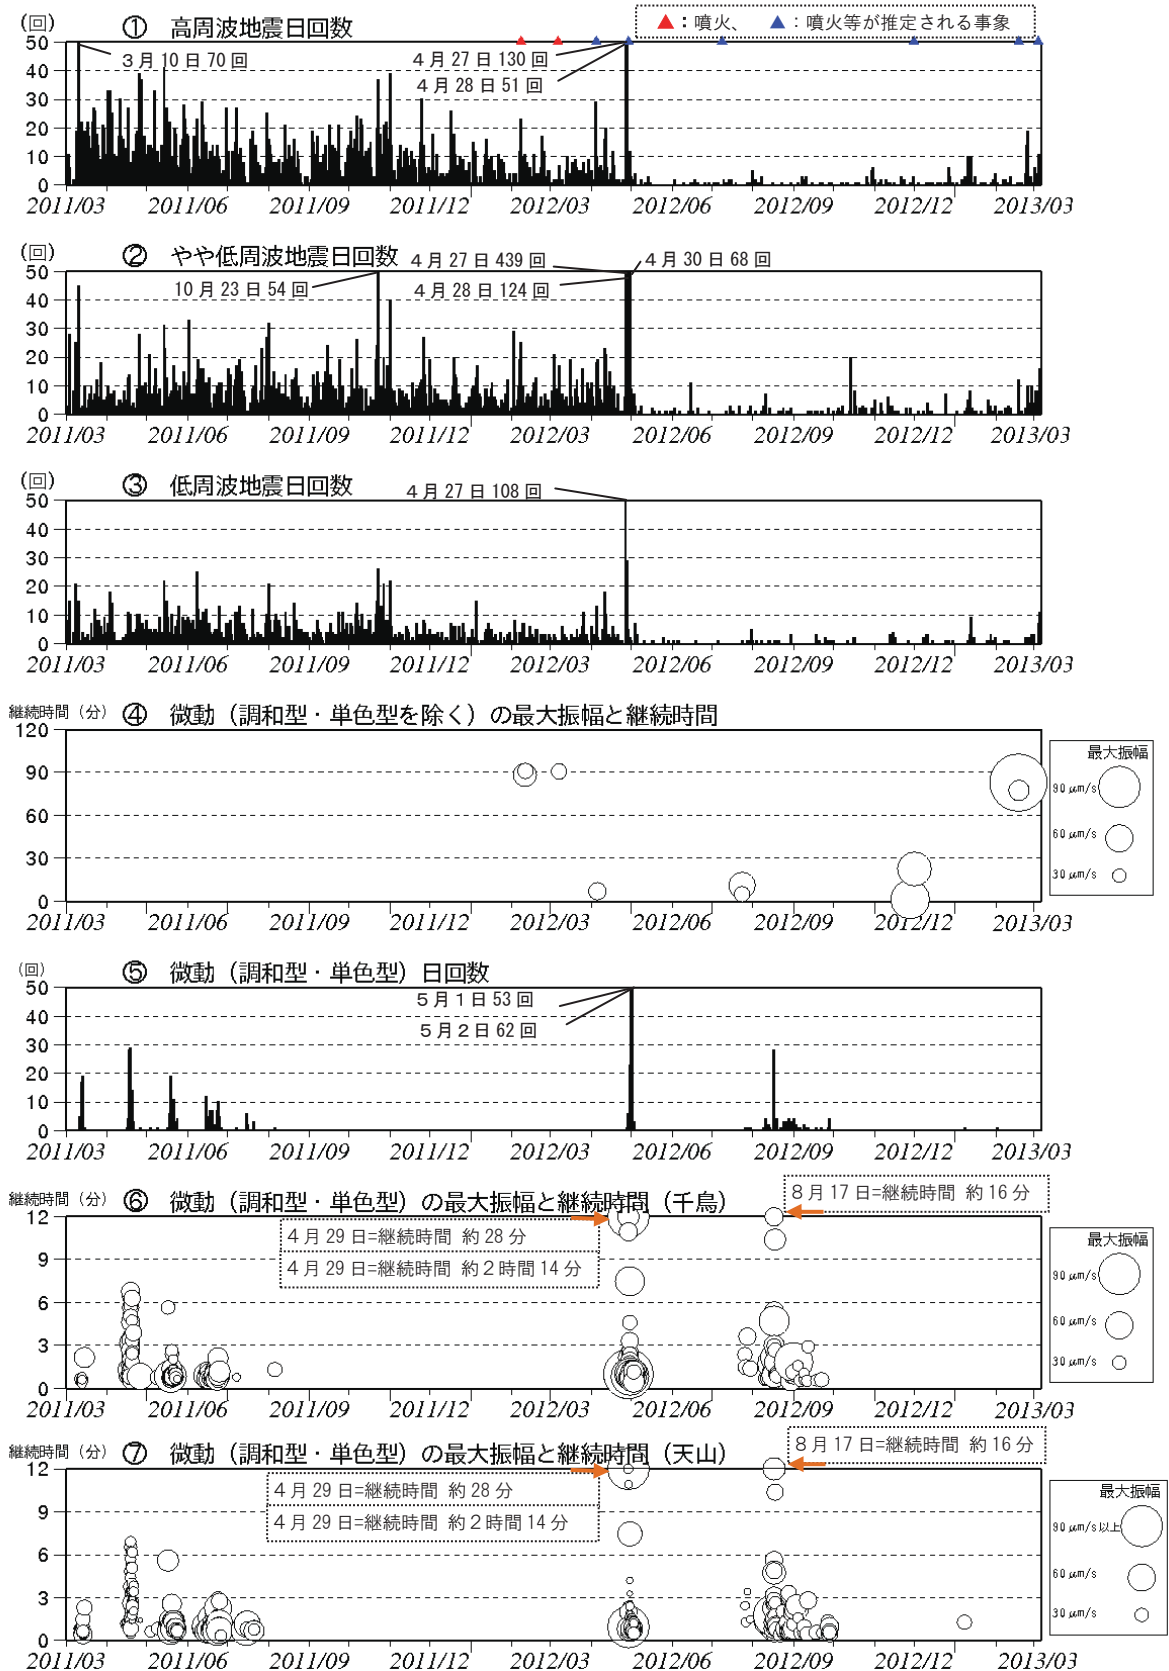 (回) ① 高周波地震日回数
▲：噴火、 ▲：噴火等が推定される事象
50
40
30
20
10
0
3月10日70回
4月27日130回
4月28日51回
2011/03 2011/06 2011/09 2011/12 2012/03 2012/06 2012/09 2012/12 2013/03
(回) ② やや低周波地震日回数
50
40
30
20
10
0
10月23日54回
4月27日439回
4月28日124回
4月30日68回
2011/03 2011/06 2011/09 2011/12 2012/03 2012/06 2012/09 2012/12 2013/03
(回) ③ 低周波地震日回数
50
40
30
20
10
0
4月27日108回
2011/03 2011/06 2011/09 2011/12 2012/03 2012/06 2012/09 2012/12 2013/03
継続時間（分） ④ 微動（調和型・単色型を除く）の最大振幅と継続時間
120
90
60
30
0
最大振幅
90μm/s
60μm/s
30μm/s
2011/03 2011/06 2011/09 2011/12 2012/03 2012/06 2012/09 2012/12 2013/03
(回) ⑤ 微動（調和型・単色型）日回数
50
40
30
20
10
0
5月1日53回
5月2日62回
2011/03 2011/06 2011/09 2011/12 2012/03 2012/06 2012/09 2012/12 2013/03
継続時間（分） ⑥ 微動（調和型・単色型）の最大振幅と継続時間（千鳥）
12
9
6
3
0
8月17日=継続時間 約16分
4月29日=継続時間 約28分
4月29日=継続時間 約2時間14分
最大振幅
90μm/s
60μm/s
30μm/s
2011/03 2011/06 2011/09 2011/12 2012/03 2012/06 2012/09 2012/12 2013/03
継続時間（分） ⑦ 微動（調和型・単色型）の最大振幅と継続時間（天山）
12
9
6
3
0
8月17日=継続時間 約16分
4月29日=継続時間 約28分
4月29日=継続時間 約2時間14分
最大振幅
90μm/s以上
60μm/s
30μm/s
2011/03 2011/06 2011/09 2011/12 2012/03 2012/06 2012/09 2012/12 2013/03